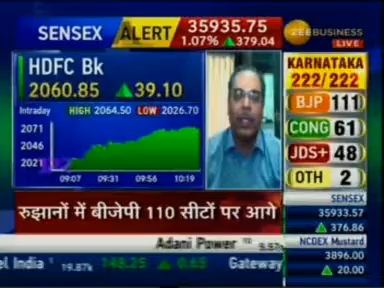 SENSEX ALERT 35935.75
1.07% 379.04
ZEEBUSINESS
LIVE
HDFC Bk
2060.85 39.10
Intraday HIGH 2064.50 LOW 2026.70
2071
2046
2021
09:07 09:31 09:56 10:19
KARNATAKA
222/222
BJP 111
CONG 61
JDS+ 48
OTH 2
SENSEX
35933.57
376.86
NCDEX Mustard
3896.00
20.00
रुझानों में बीजेपी 110 सीटों पर आगे
Adani Power
el India 19.87k 148.25 0.65 Gateway